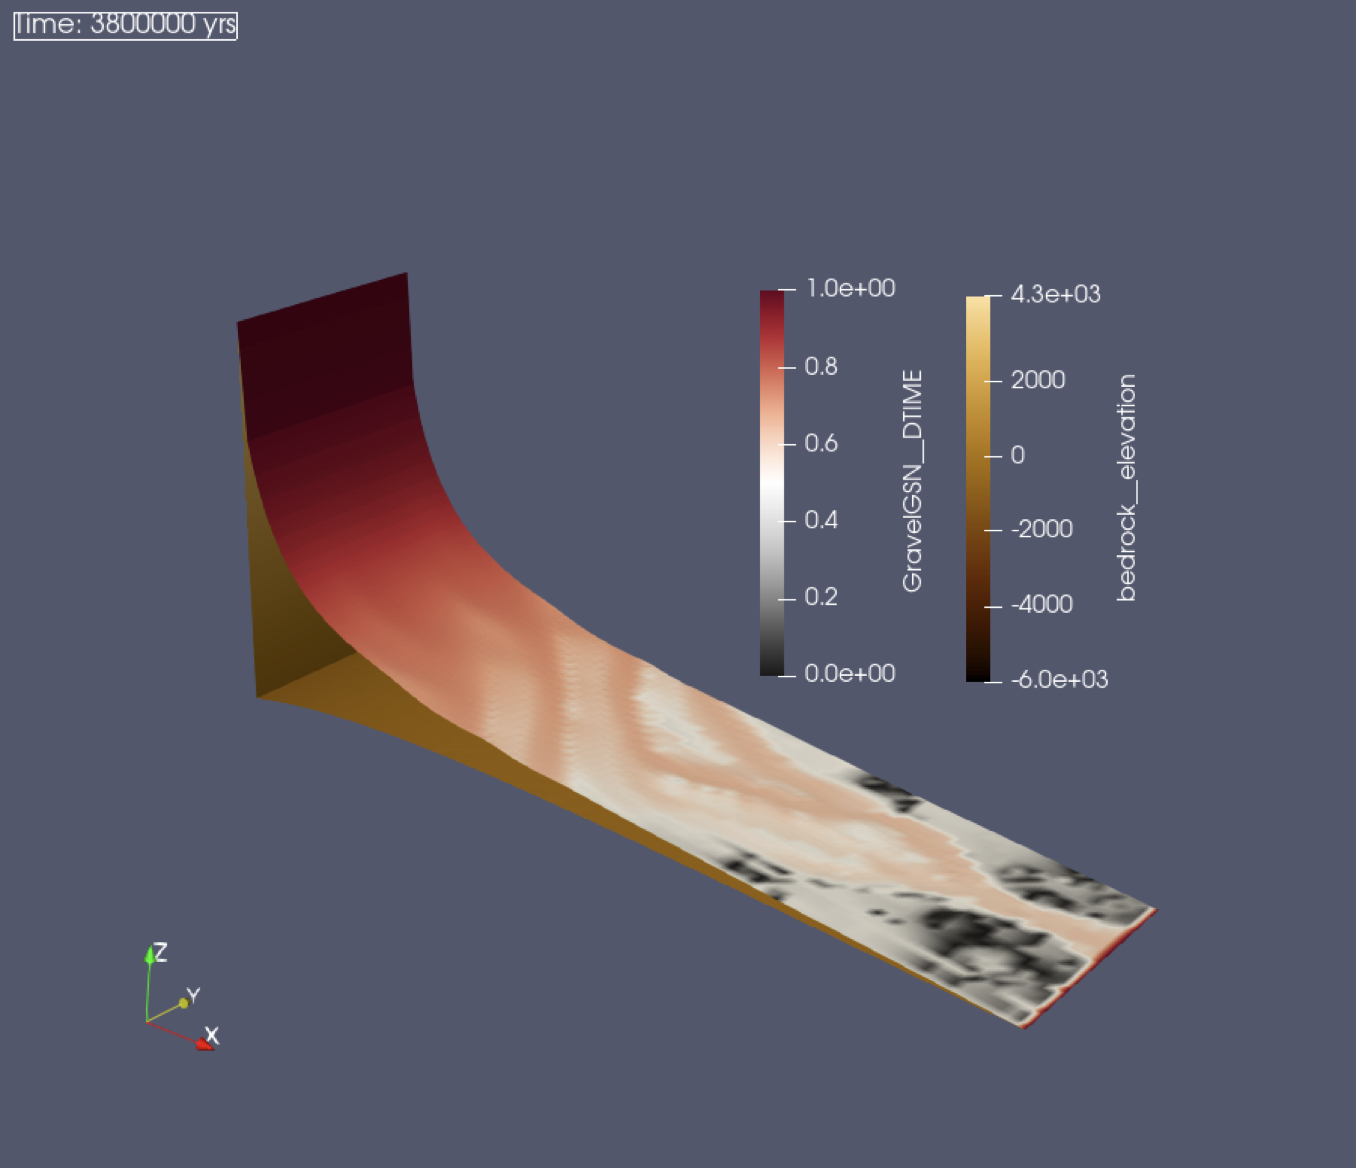 Time: 3800000 yrs
1.0e+00
0.8
0.6
0.4
0.2
0.0e+00
GravelGSN__DTIME
4.3e+03
2000
0
-2000
-4000
-6.0e+03
bedrock__elevation
Z
Y
X